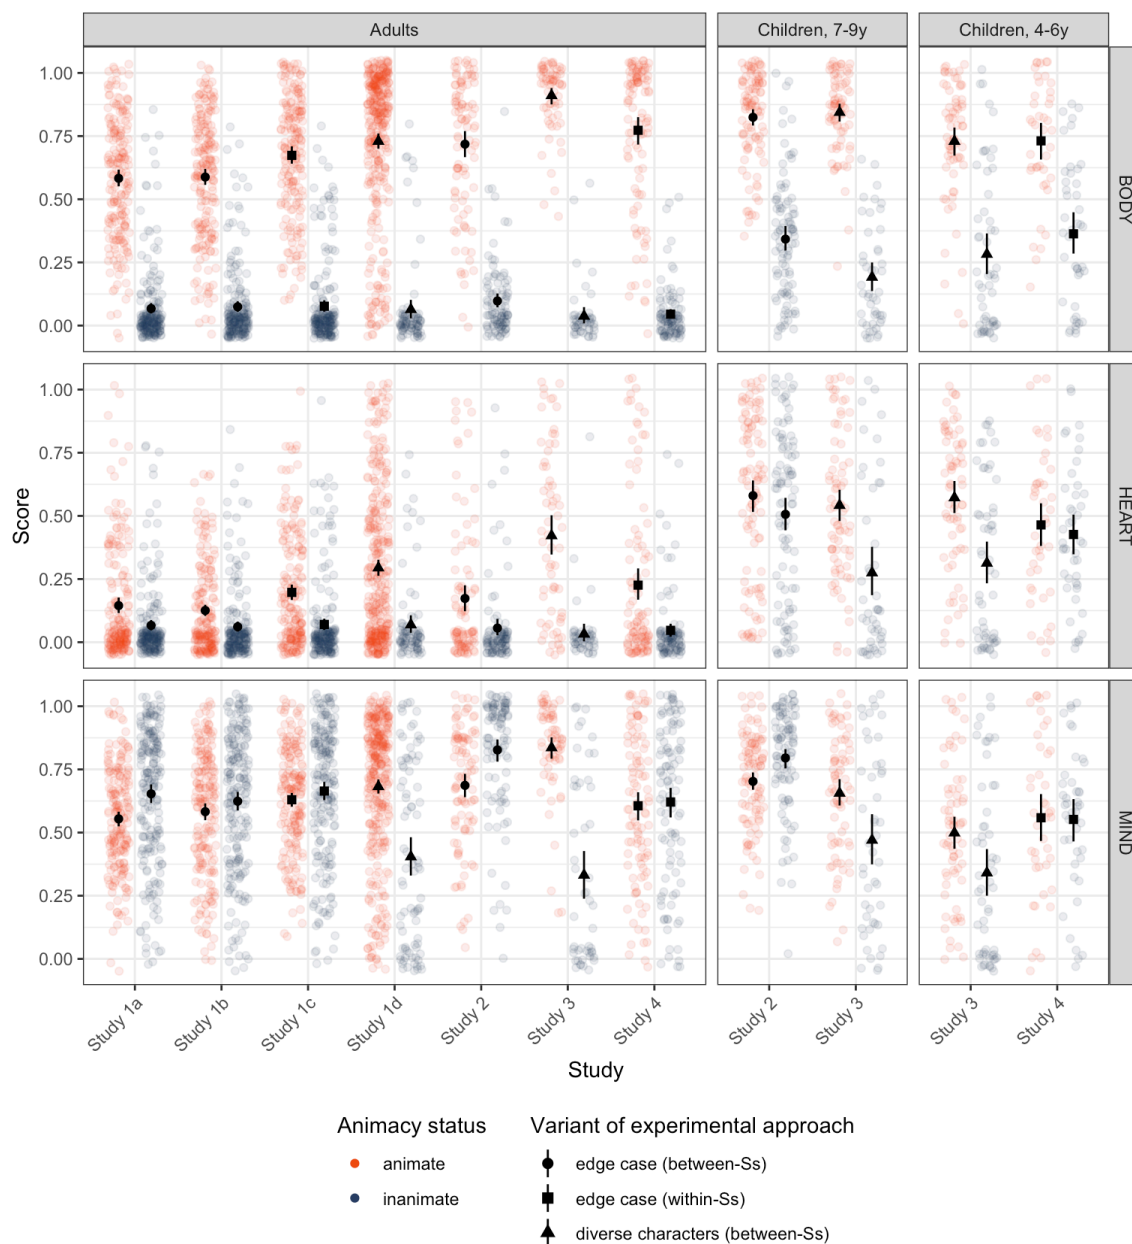 Adults
Children, 7-9y
Children, 4-6y
1.00
0.75
0.50
0.25
0.00
BODY
1.00
0.75
0.50
0.25
0.00
HEART
1.00
0.75
0.50
0.25
0.00
MIND
Score
Study 1a
Study 1b
Study 1c
Study 1d
Study 2
Study 3
Study 4
Study 2
Study 3
Study 3
Study 4
Study
Animacy status
animate
inanimate
Variant of experimental approach
edge case (between-Ss)
edge case (within-Ss)
diverse characters (between-Ss)